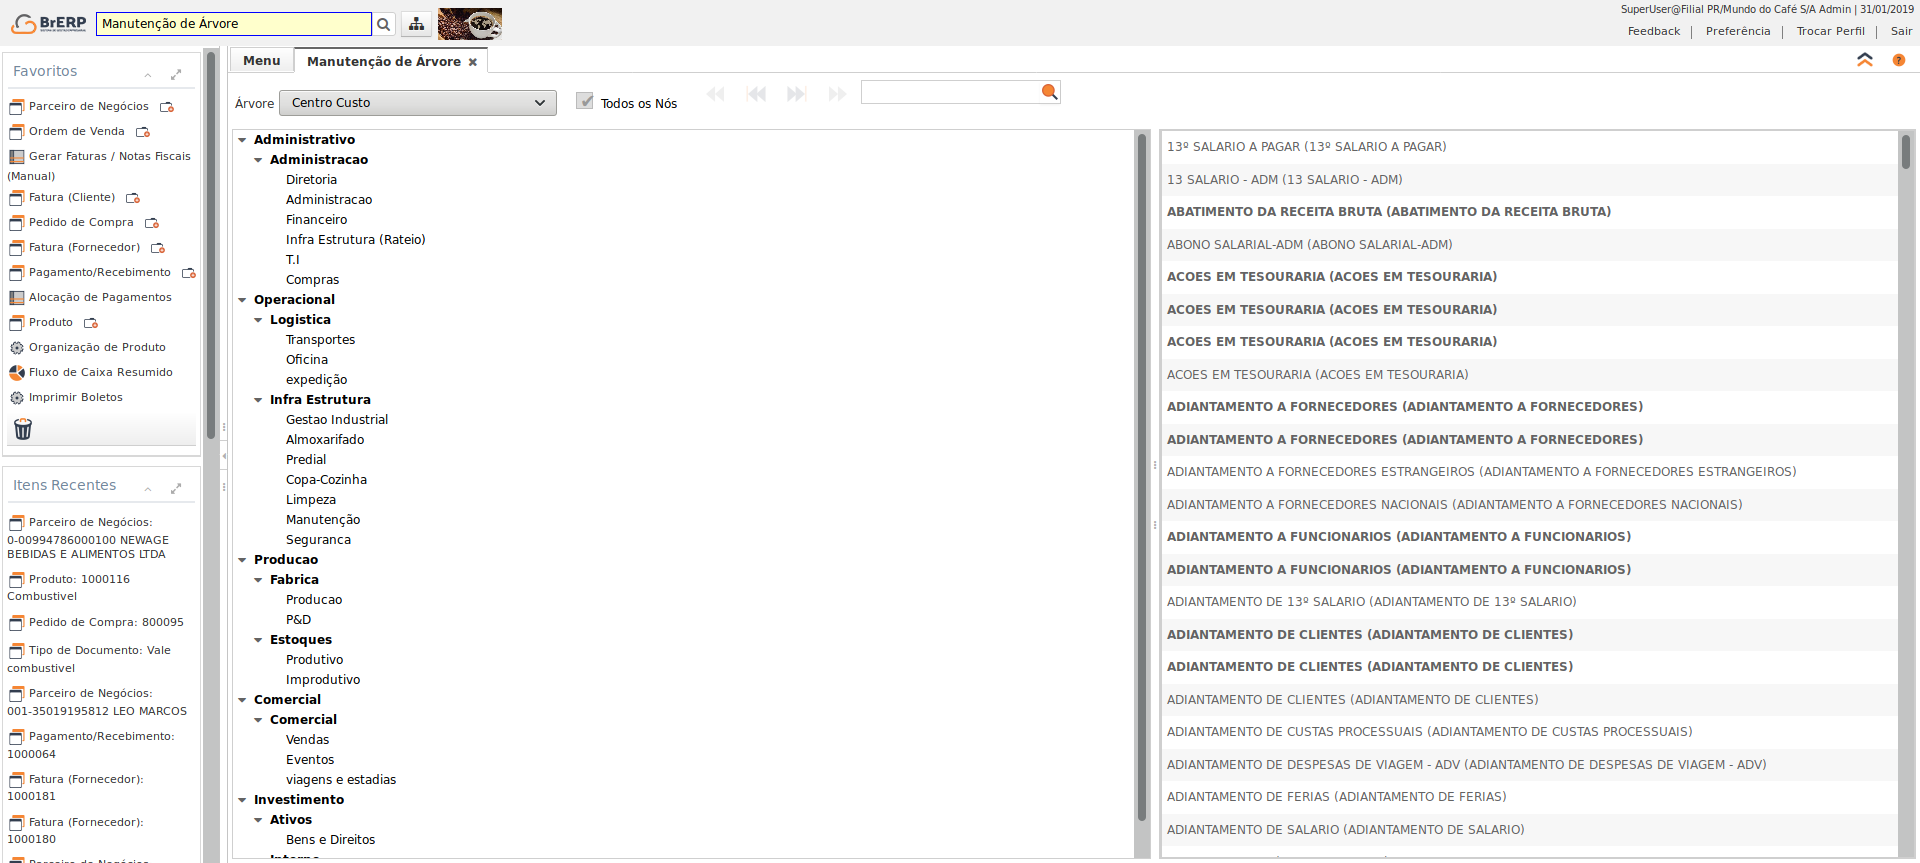 BrERP
Manutenção de Árvore
SuperUser@Filial PR/Mundo do Café S/A Admin | 31/01/2019
Feedback | Preferência | Trocar Perfil | Sair
Favoritos
Parceiro de Negócios
Ordem de Venda
Gerar Faturas / Notas Fiscais
(Manual)
Fatura (Cliente)
Pedido de Compra
Fatura (Fornecedor)
Pagamento/Recebimento
Alocação de Pagamentos
Produto
Organização de Produto
Fluxo de Caixa Resumido
Imprimir Boletos
Itens Recentes
Parceiro de Negócios:
0-00994786000100 NEWAGE
BEBIDAS E ALIMENTOS LTDA
Produto: 1000116
Combustivel
Pedido de Compra: 800095
Tipo de Documento: Vale
combustivel
Parceiro de Negócios:
001-35019195812 LEO MARCOS
Pagamento/Recebimento:
1000064
Fatura (Fornecedor):
1000181
Fatura (Fornecedor):
1000180
Menu
Manutenção de Árvore
Árvore
Centro Custo
Todos os Nós
Administrativo
Administracao
Diretoria
Administracao
Financeiro
Infra Estrutura (Rateio)
T.I
Compras
Operacional
Logistica
Transportes
Oficina
expedição
Infra Estrutura
Gestao Industrial
Almoxarifado
Predial
Copa-Cozinha
Limpeza
Manutenção
Seguranca
Producao
Fabrica
Producao
P&D
Estoques
Produtivo
Improdutivo
Comercial
Comercial
Vendas
Eventos
viagens e estadias
Investimento
Ativos
Bens e Direitos
13º SALARIO A PAGAR (13º SALARIO A PAGAR)
13 SALARIO - ADM (13 SALARIO - ADM)
ABATIMENTO DA RECEITA BRUTA (ABATIMENTO DA RECEITA BRUTA)
ABONO SALARIAL-ADM (ABONO SALARIAL-ADM)
ACOES EM TESOURARIA (ACOES EM TESOURARIA)
ACOES EM TESOURARIA (ACOES EM TESOURARIA)
ACOES EM TESOURARIA (ACOES EM TESOURARIA)
ACOES EM TESOURARIA (ACOES EM TESOURARIA)
ADIANTAMENTO A FORNECEDORES (ADIANTAMENTO A FORNECEDORES)
ADIANTAMENTO A FORNECEDORES (ADIANTAMENTO A FORNECEDORES)
ADIANTAMENTO A FORNECEDORES ESTRANGEIROS (ADIANTAMENTO A FORNECEDORES ESTRANGEIROS)
ADIANTAMENTO A FORNECEDORES NACIONAIS (ADIANTAMENTO A FORNECEDORES NACIONAIS)
ADIANTAMENTO A FUNCIONARIOS (ADIANTAMENTO A FUNCIONARIOS)
ADIANTAMENTO A FUNCIONARIOS (ADIANTAMENTO A FUNCIONARIOS)
ADIANTAMENTO DE 13º SALARIO (ADIANTAMENTO DE 13º SALARIO)
ADIANTAMENTO DE CLIENTES (ADIANTAMENTO DE CLIENTES)
ADIANTAMENTO DE CLIENTES (ADIANTAMENTO DE CLIENTES)
ADIANTAMENTO DE CLIENTES (ADIANTAMENTO DE CLIENTES)
ADIANTAMENTO DE CUSTAS PROCESSUAIS (ADIANTAMENTO DE CUSTAS PROCESSUAIS)
ADIANTAMENTO DE DESPESAS DE VIAGEM - ADV (ADIANTAMENTO DE DESPESAS DE VIAGEM - ADV)
ADIANTAMENTO DE FERIAS (ADIANTAMENTO DE FERIAS)
ADIANTAMENTO DE SALARIO (ADIANTAMENTO DE SALARIO)